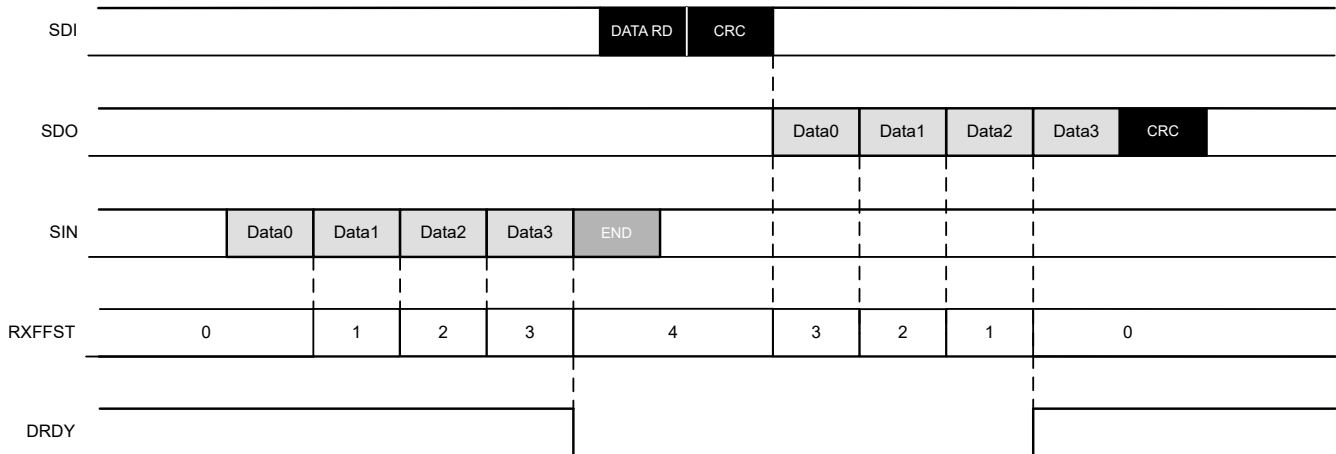 SDI DATA RD CRC
SDO Data0 Data1 Data2 Data3 CRC
SIN Data0 Data1 Data2 Data3 END
RXFFST 0 1 2 3 4 3 2 1 0
DRDY